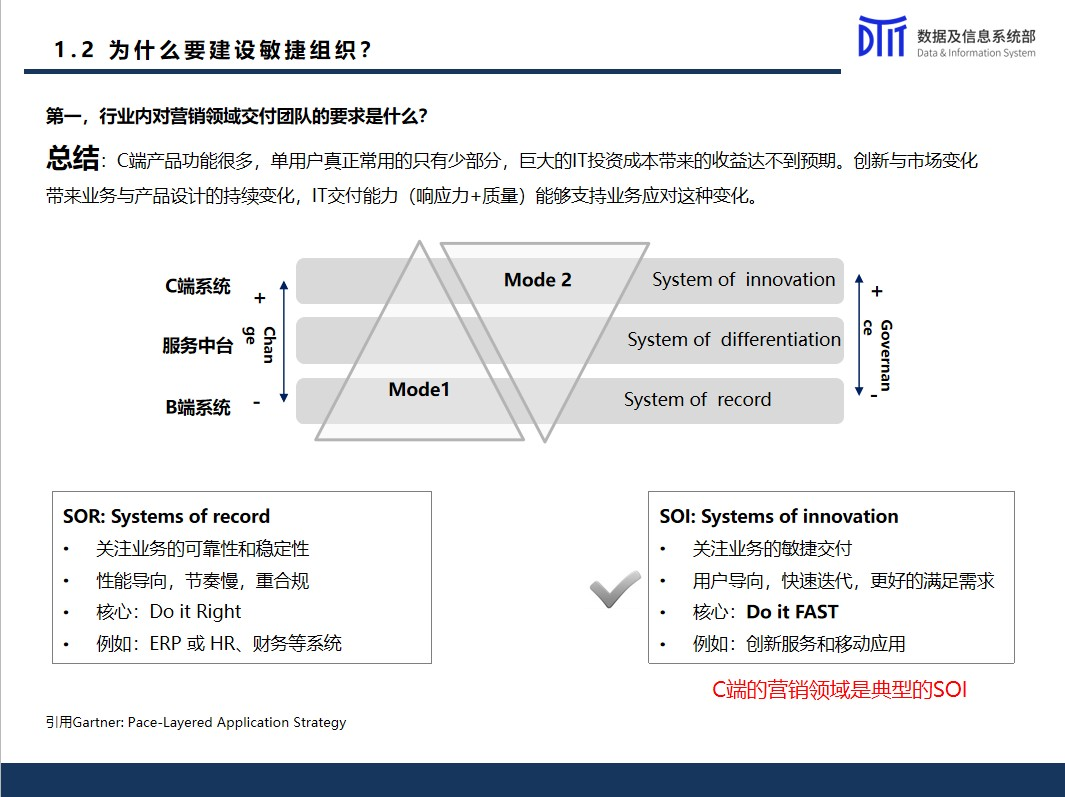 1.2 为什么要建设敏捷组织？
DTIT
数据及信息系统部
Data & Information System
第一，行业内对营销领域交付团队的要求是什么？
总结：C端产品功能很多，单用户真正常用的只有少部分，巨大的IT投资成本带来的收益达不到预期。创新与市场变化
带来业务与产品设计的持续变化，IT交付能力（响应力+质量）能够支持业务应对这种变化。
C端系统
服务中台
B端系统
+
Chan
ge
-
Mode 2
Mode1
System of innovation
System of differentiation
System of record
+
Governan
ce
-
SOR: Systems of record
• 关注业务的可靠性和稳定性
• 性能导向，节奏慢，重合规
• 核心：Do it Right
• 例如：ERP 或 HR、财务等系统
SOI: Systems of innovation
• 关注业务的敏捷交付
• 用户导向，快速迭代，更好的满足需求
• 核心：Do it FAST
• 例如：创新服务和移动应用
C端的营销领域是典型的SOI
引用Gartner: Pace-Layered Application Strategy